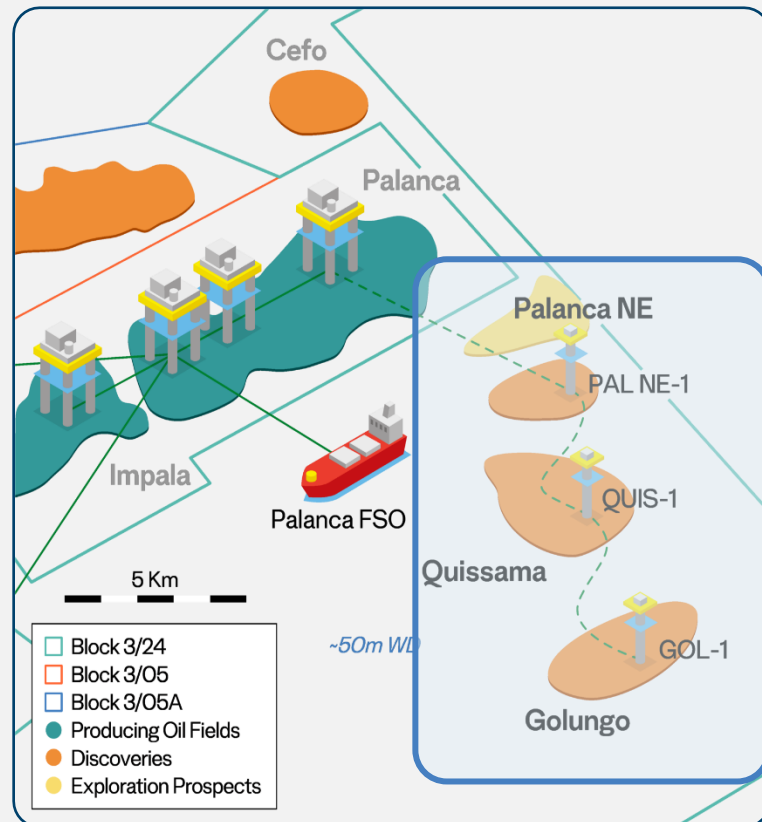 Cefo
Palanca
Palanca NE
PAL NE-1
Impala
QUIS-1
Palanca FSO
Quissama
5 Km
~50m WD
GOL-1
Golungo
Block 3/24
Block 3/05
Block 3/05A
Producing Oil Fields
Discoveries
Exploration Prospects